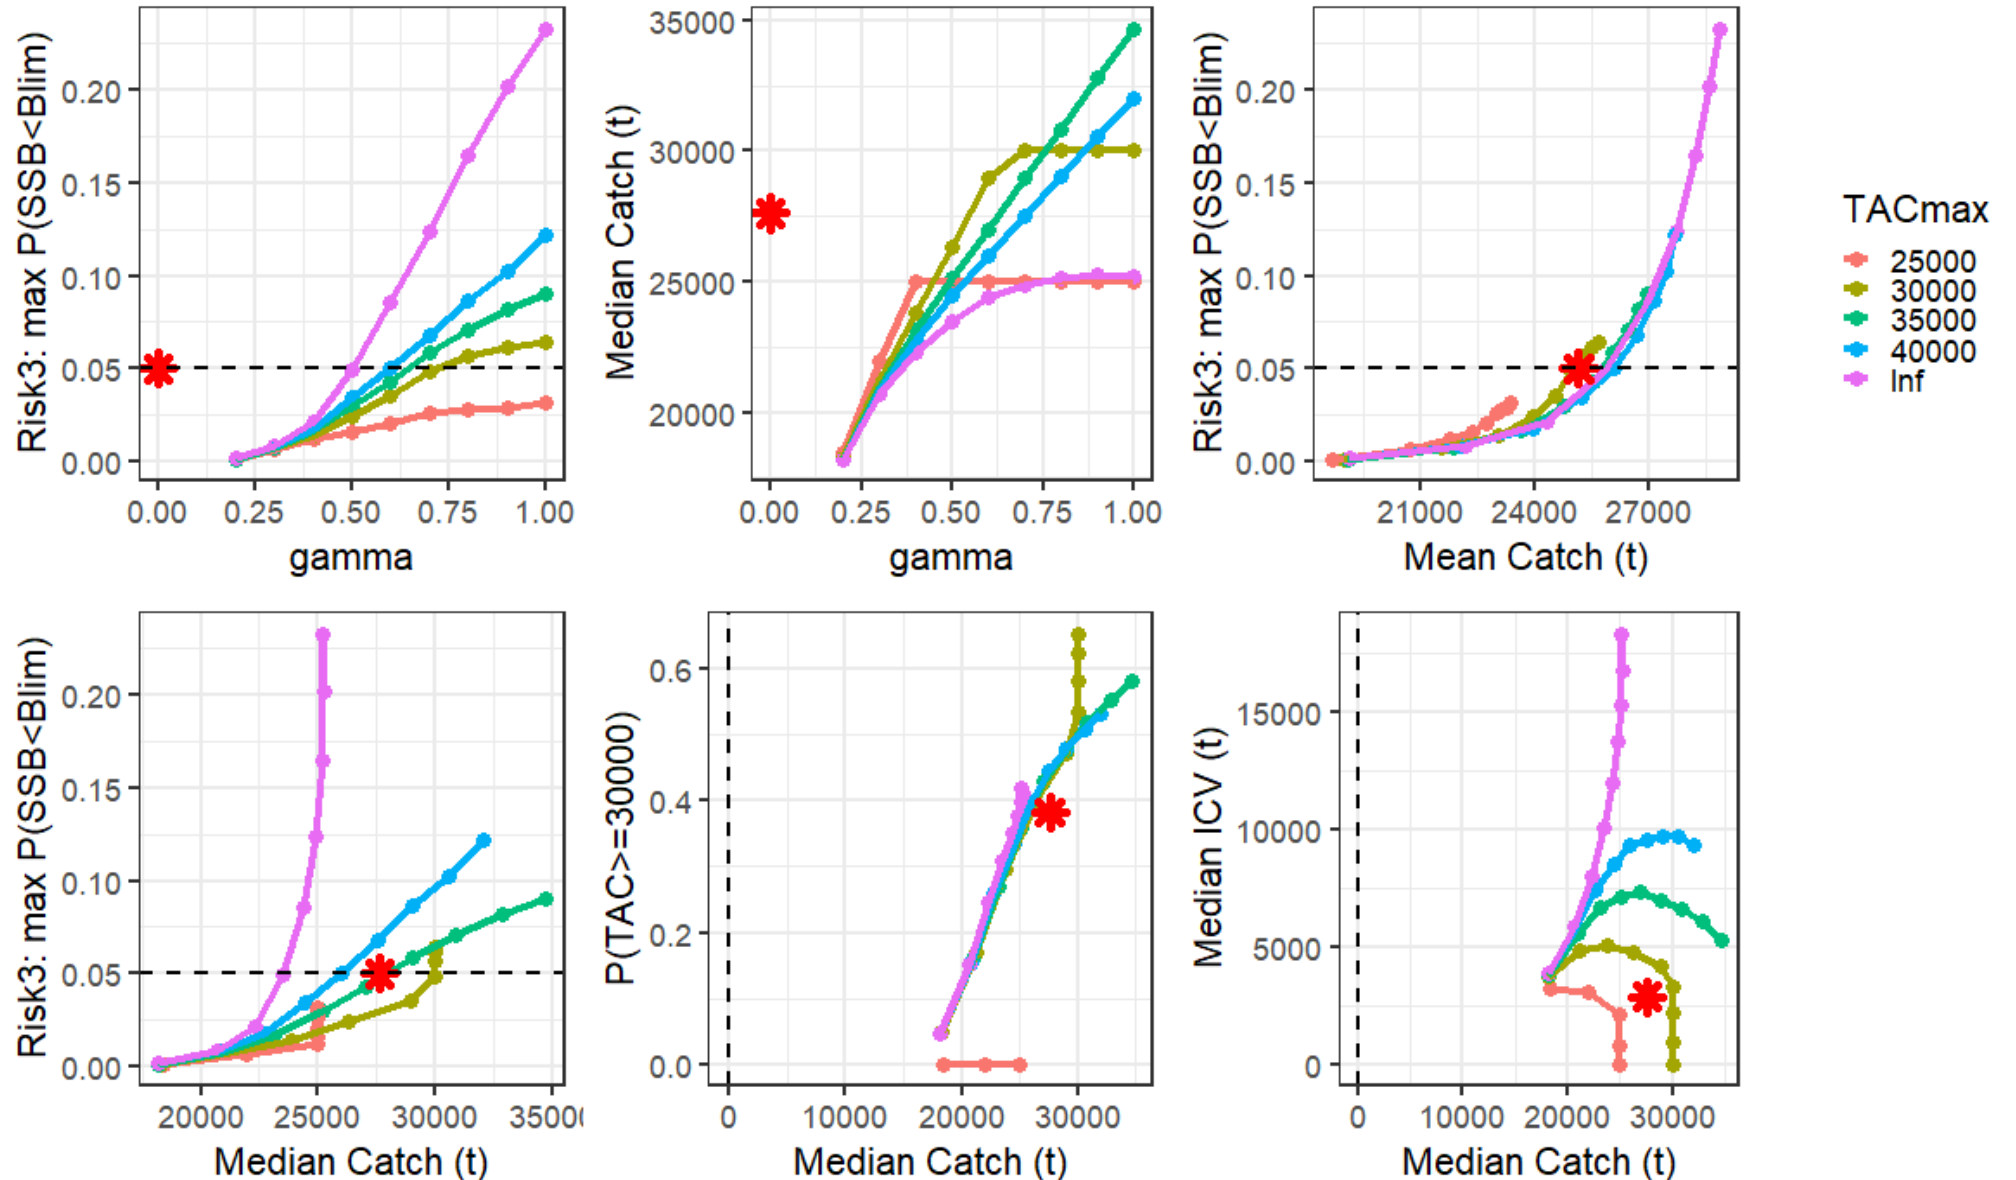 Risk3: max P(SSB<Blim)
0.20
0.15
0.10
0.05
0.00
0.00 0.25 0.50 0.75 1.00
gamma
Median Catch (t)
35000
30000
25000
20000
0.00 0.25 0.50 0.75 1.00
gamma
Risk3: max P(SSB<Blim)
0.20
0.15
0.10
0.05
0.00
21000 24000 27000
Mean Catch (t)
TACmax
25000
30000
35000
40000
Inf
Risk3: max P(SSB<Blim)
0.20
0.15
0.10
0.05
0.00
20000 25000 30000 3500
Median Catch (t)
P(TAC>=30000)
0.6
0.4
0.2
0.0
0 10000 20000 30000
Median Catch (t)
Median ICV (t)
15000
10000
5000
0
0 10000 20000 30000
Median Catch (t)